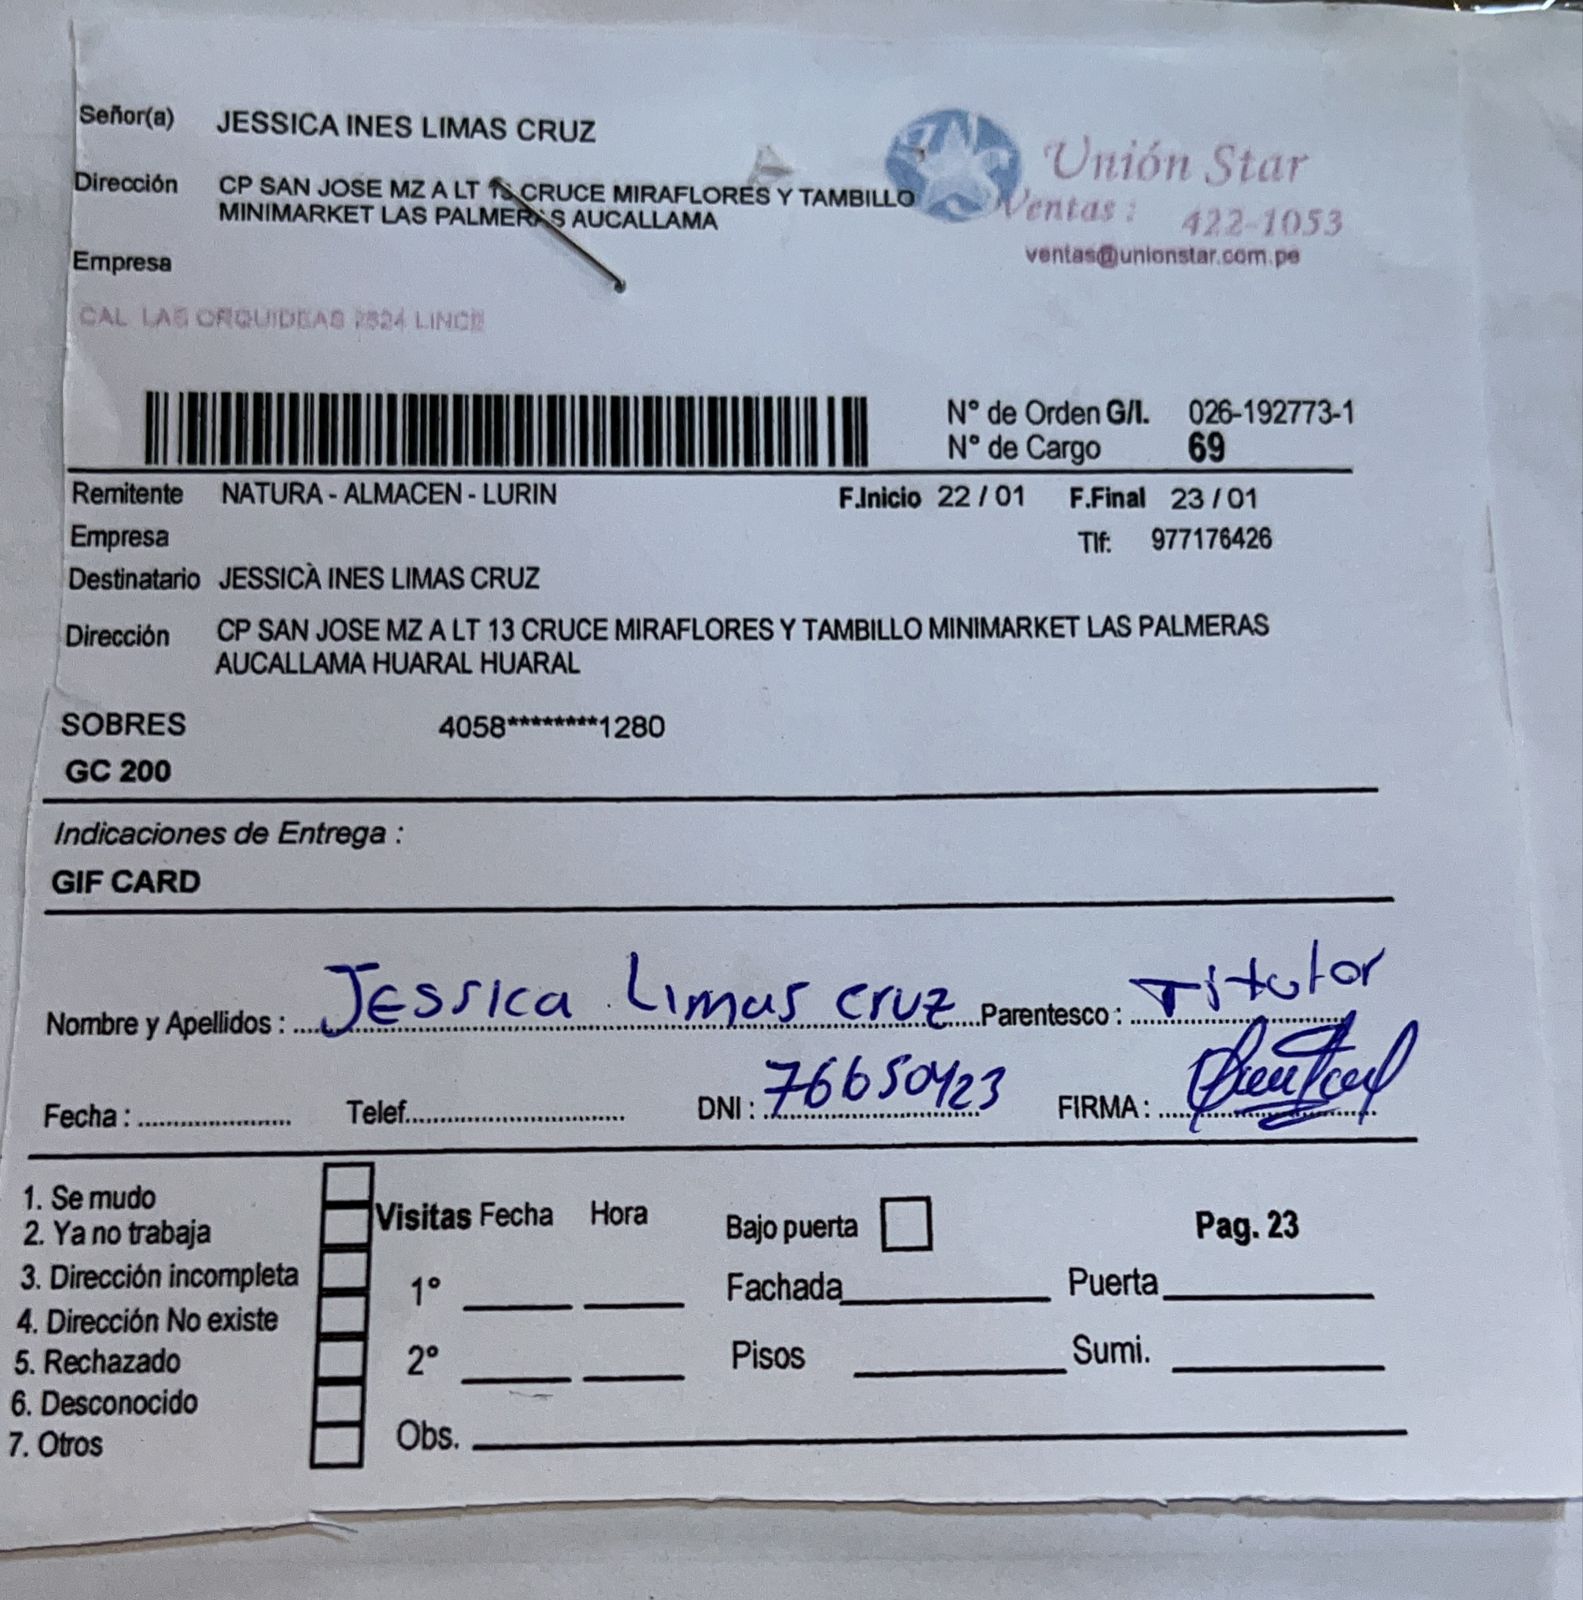 Señor(a) JESSICA INES LIMAS CRUZ
Dirección CP SAN JOSE MZ A LT 13 CRUCE MIRAFLORES Y TAMBILLO
MINIMARKET LAS PALMERAS AUCALLAMA
Empresa
Unión Star
Ventas : 422-1053
ventas@unionstar.com.pe
CAL LAS ORQUIDEAS LINCE
N° de Orden G/I. 026-192773-1
N° de Cargo 69
Remitente NATURA - ALMACEN - LURIN F.Inicio 22 / 01 F.Final 23 / 01
Empresa Tlf: 977176426
Destinatario JESSICA INES LIMAS CRUZ
Dirección CP SAN JOSE MZ A LT 13 CRUCE MIRAFLORES Y TAMBILLO MINIMARKET LAS PALMERAS
AUCALLAMA HUARAL HUARAL
SOBRES 4058********1280
GC 200
Indicaciones de Entrega :
GIF CARD
Nombre y Apellidos : Jessica Limas cruz Parentesco : Titular
Fecha : Telef. DNI : 76650423 FIRMA :
1. Se mudo
2. Ya no trabaja
3. Dirección incompleta
4. Dirección No existe
5. Rechazado
6. Desconocido
7. Otros
Visitas Fecha Hora Bajo puerta Pag. 23
1° Fachada Puerta
2° Pisos Sumi.
Obs.